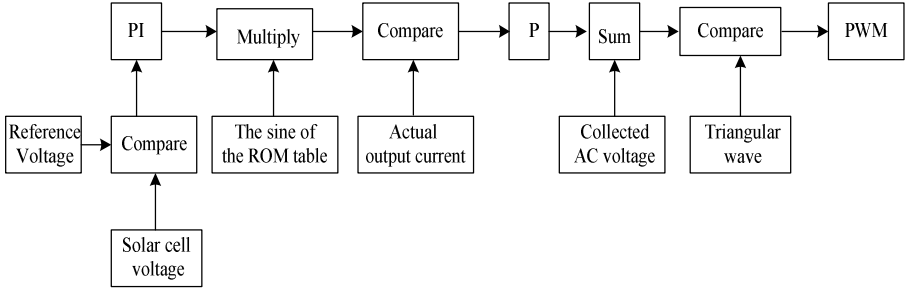 PI
Multiply
Compare
P
Sum
Compare
PWM
Reference
Voltage
Compare
The sine of
the ROM table
Actual
output current
Collected
AC voltage
Triangular
wave
Solar cell
voltage